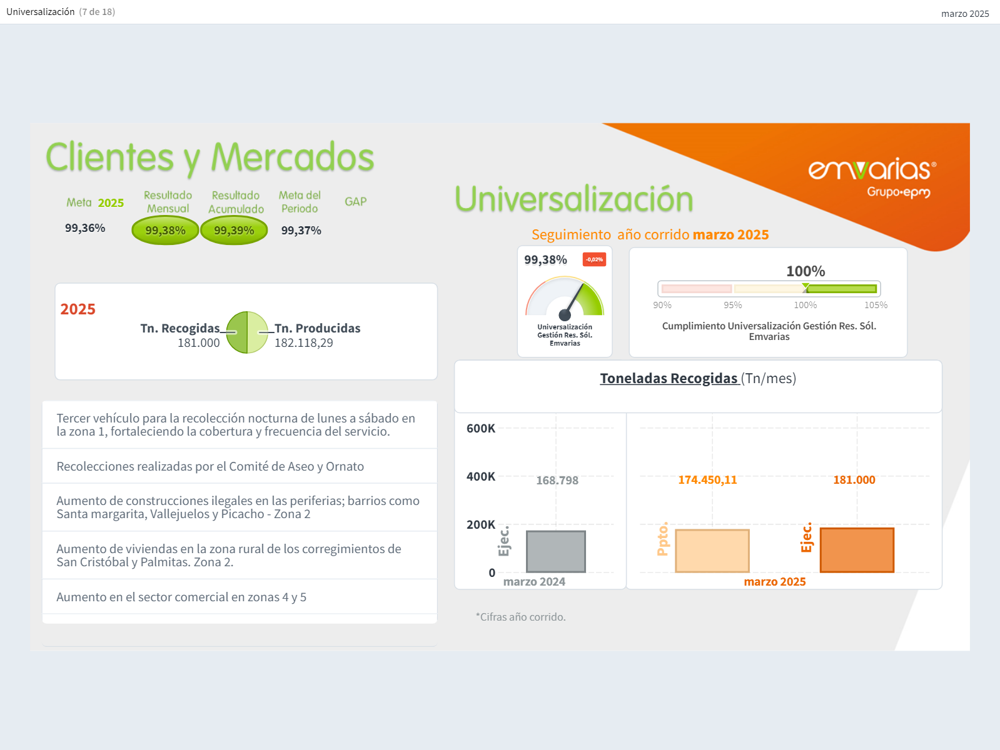 Universalización (7 de 18)
marzo 2025
Clientes y Mercados
Meta 2025
Resultado
Mensual
Resultado
Acumulado
Meta del
Periodo
GAP
99,36%
99,38%
99,39%
99,37%
2025
Tn. Recogidas
181.000
Tn. Producidas
182.118,29
Tercer vehículo para la recolección nocturna de lunes a sábado en
la zona 1, fortaleciendo la cobertura y frecuencia del servicio.
Recolecciones realizadas por el Comité de Aseo y Ornato
Aumento de construcciones ilegales en las periferias; barrios como
Santa margarita, Vallejuelos y Picacho - Zona 2
Aumento de viviendas en la zona rural de los corregimientos de
San Cristóbal y Palmitas. Zona 2.
Aumento en el sector comercial en zonas 4 y 5
emvarias®
Grupo•epm
Universalización
Seguimiento año corrido marzo 2025
99,38%
-0,02%
Universalización
Gestión Res. Sól.
Emvarias
100%
90%
95%
100%
105%
Cumplimiento Universalización Gestión Res. Sól.
Emvarias
Toneladas Recogidas (Tn/mes)
600K
400K
200K
0
168.798
Ejec.
marzo 2024
174.450,11
Ppto.
181.000
Ejec.
marzo 2025
*Cifras año corrido.